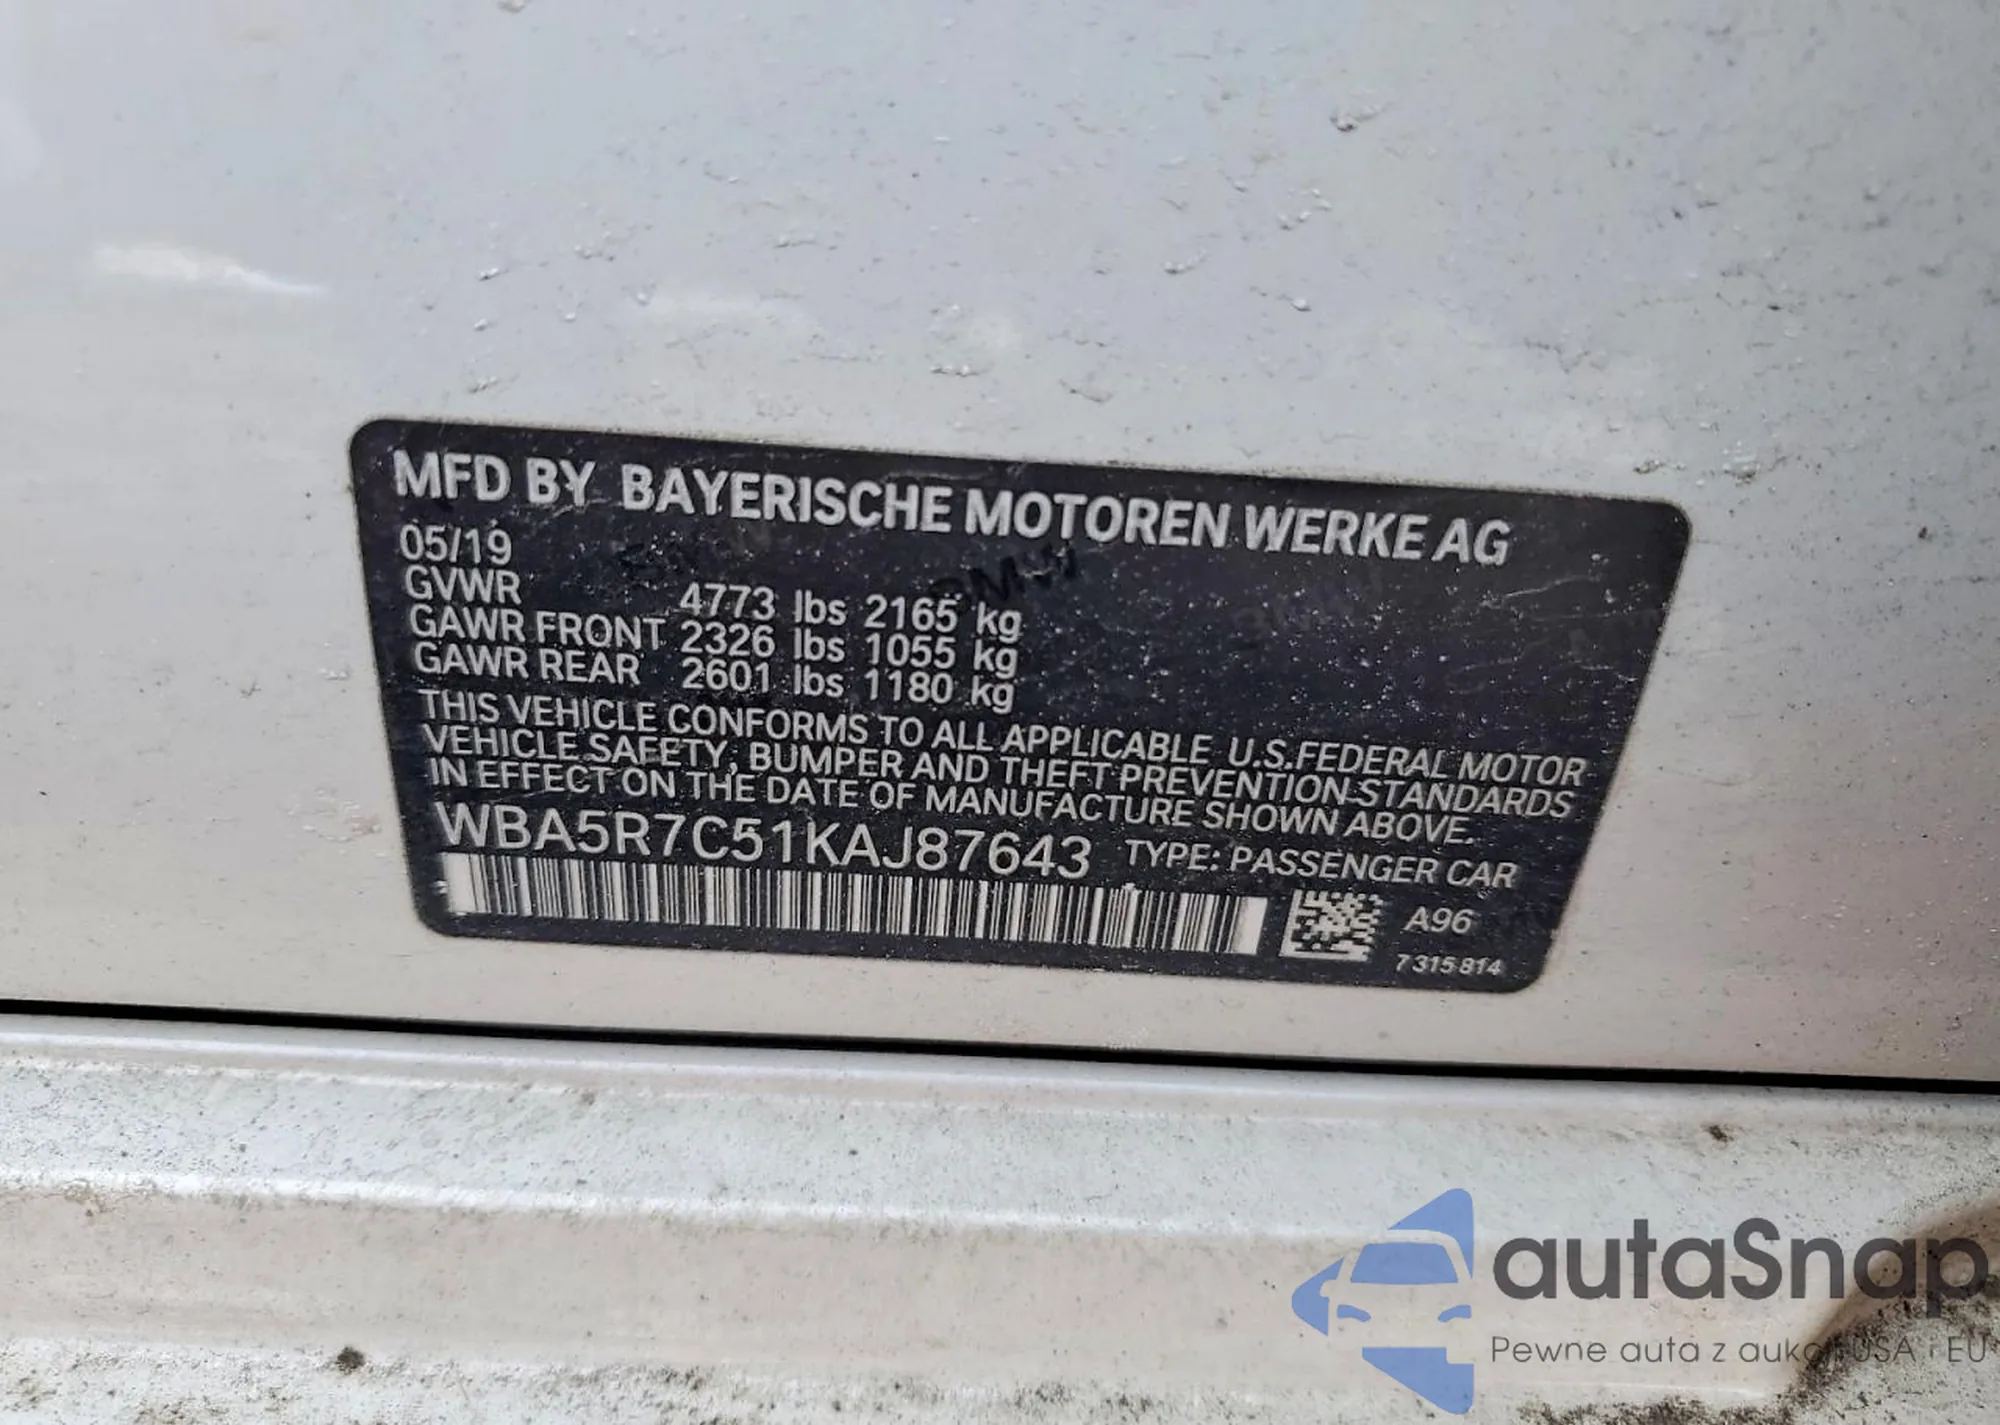 MFD BY BAYERISCHE MOTOREN WERKE AG
05/19
GVWR 4773 lbs 2165 kg
GAWR FRONT 2326 lbs 1055 kg
GAWR REAR 2601 lbs 1180 kg
THIS VEHICLE CONFORMS TO ALL APPLICABLE U.S.FEDERAL MOTOR
VEHICLE SAFETY, BUMPER AND THEFT PREVENTION STANDARDS
IN EFFECT ON THE DATE OF MANUFACTURE SHOWN ABOVE.
WBA5R7C51KAJ87643 TYPE: PASSENGER CAR
A96
7315814
autaSnap
Pewne auta z aukcji USA i EU